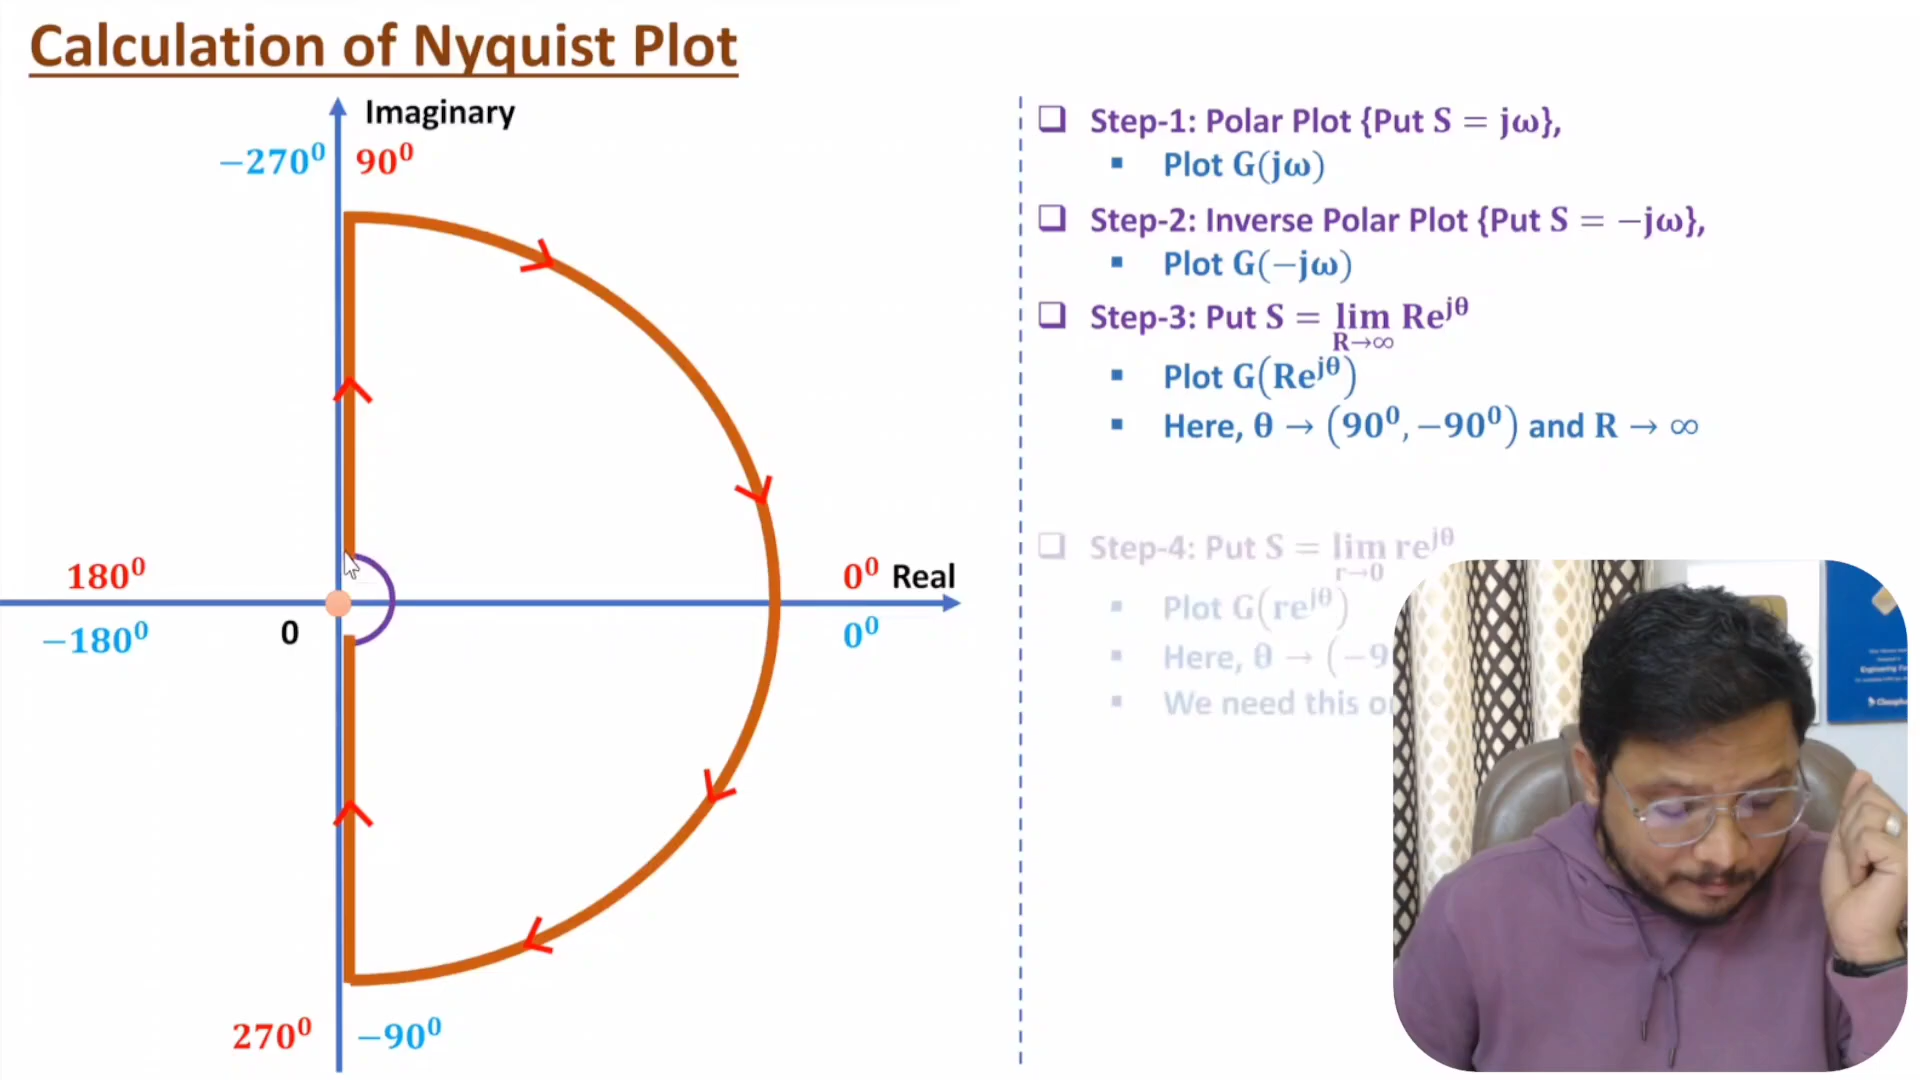 Calculation of Nyquist Plot
Imaginary
−270⁰
90⁰
180⁰
−180⁰
0
0⁰ Real
0⁰
270⁰
−90⁰
❑ Step-1: Polar Plot {Put S = jω},
▪ Plot G(jω)
❑ Step-2: Inverse Polar Plot {Put S = −jω},
▪ Plot G(−jω)
❑ Step-3: Put S = lim Re^jθ
R→∞
▪ Plot G(Re^jθ)
▪ Here, θ → (90⁰, −90⁰) and R → ∞
❑ Step-4: Put S = lim re^jθ
r→0
▪ Plot G(re^jθ)
▪ Here, θ → (−9
▪ We need this